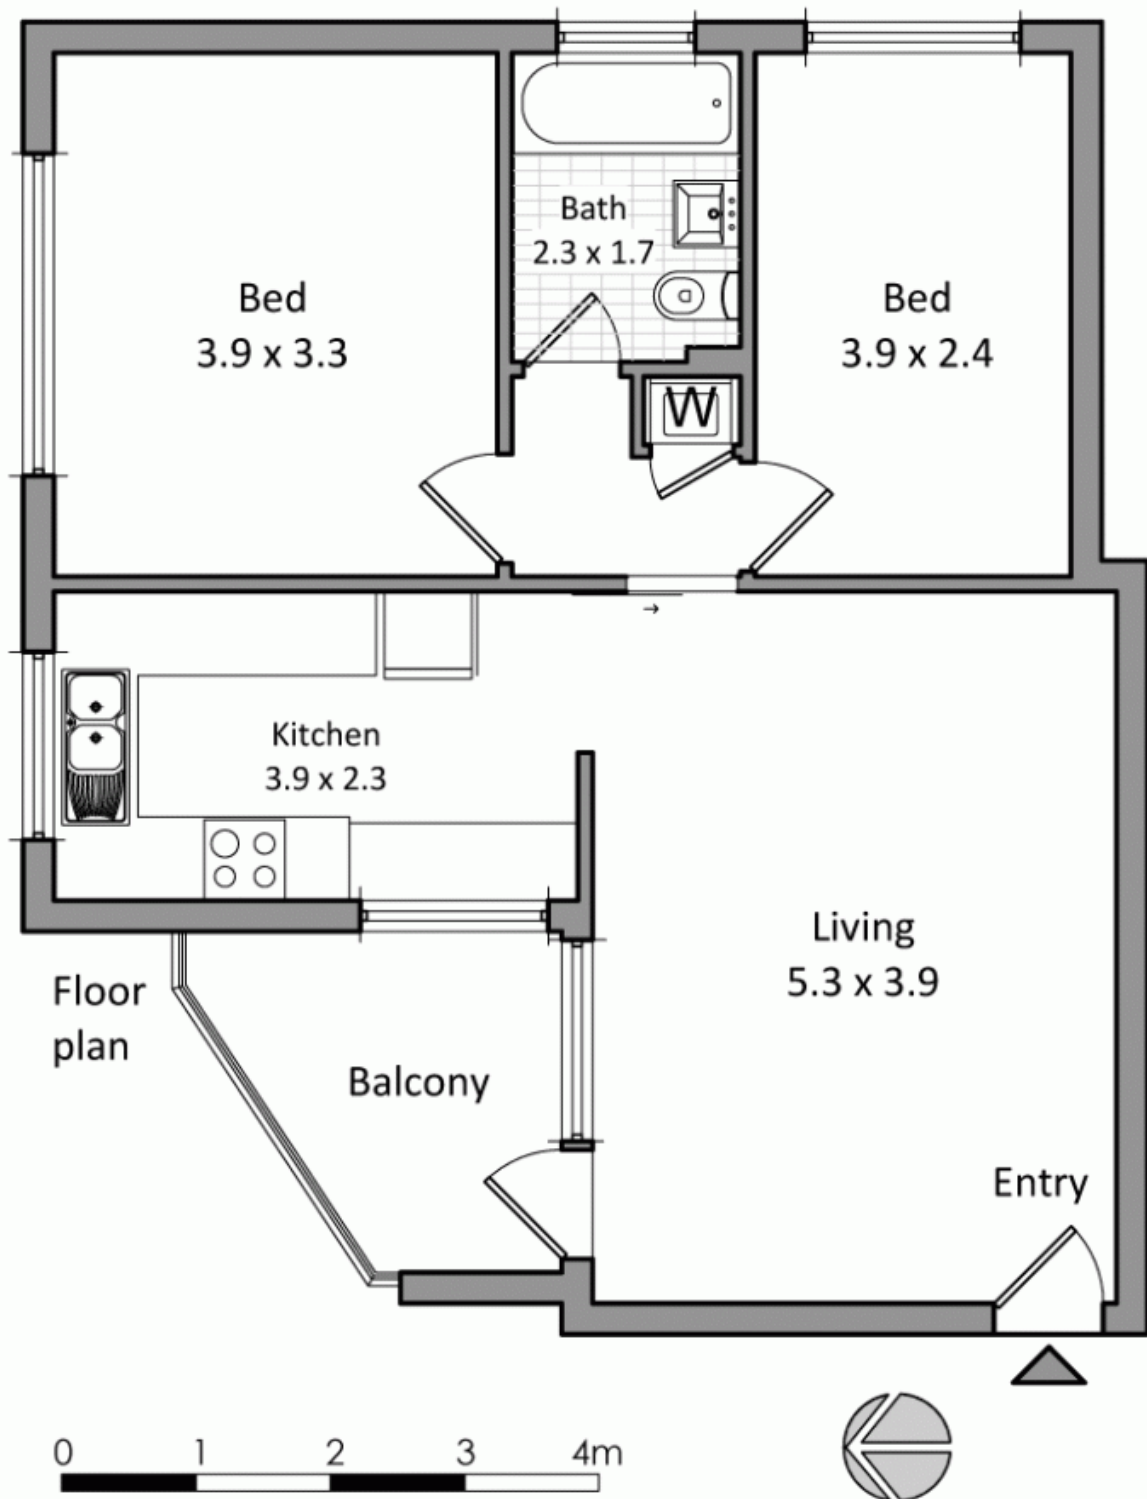 Bath
2.3 x 1.7
Bed
3.9 x 3.3
Bed
3.9 x 2.4
W
Kitchen
3.9 x 2.3
Living
5.3 x 3.9
Floor
plan
Balcony
Entry
0 1 2 3 4m